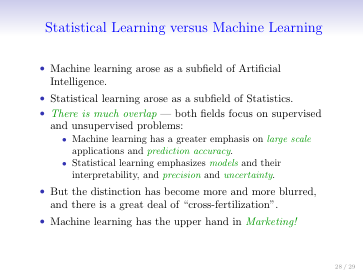 Statistical Learning versus Machine Learning
• Machine learning arose as a subfield of Artificial
Intelligence.
• Statistical learning arose as a subfield of Statistics.
• There is much overlap — both fields focus on supervised
and unsupervised problems:
• Machine learning has a greater emphasis on large scale
applications and prediction accuracy.
• Statistical learning emphasizes models and their
interpretability, and precision and uncertainty.
• But the distinction has become more and more blurred,
and there is a great deal of “cross-fertilization”.
• Machine learning has the upper hand in Marketing!
28 / 29